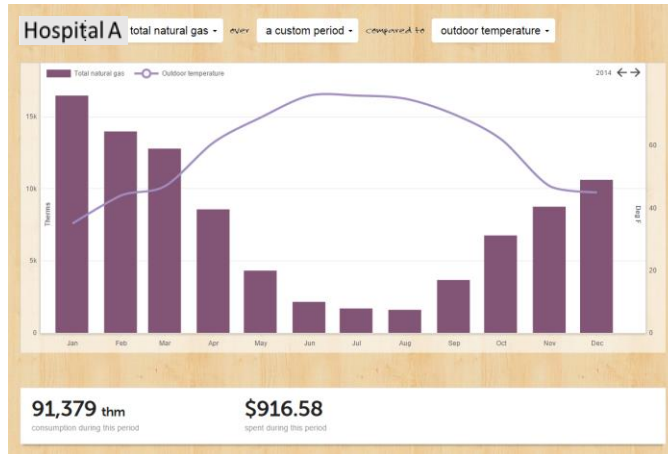 Hospital A total natural gas over a custom period compared to outdoor temperature
Total natural gas Outdoor temperature 2014
15k
10k
5k
0
Therms
60
40
20
0
Deg F
Jan Feb Mar Apr May Jun Jul Aug Sep Oct Nov Dec
91,379 thm $916.58
consumption during this period spent during this period